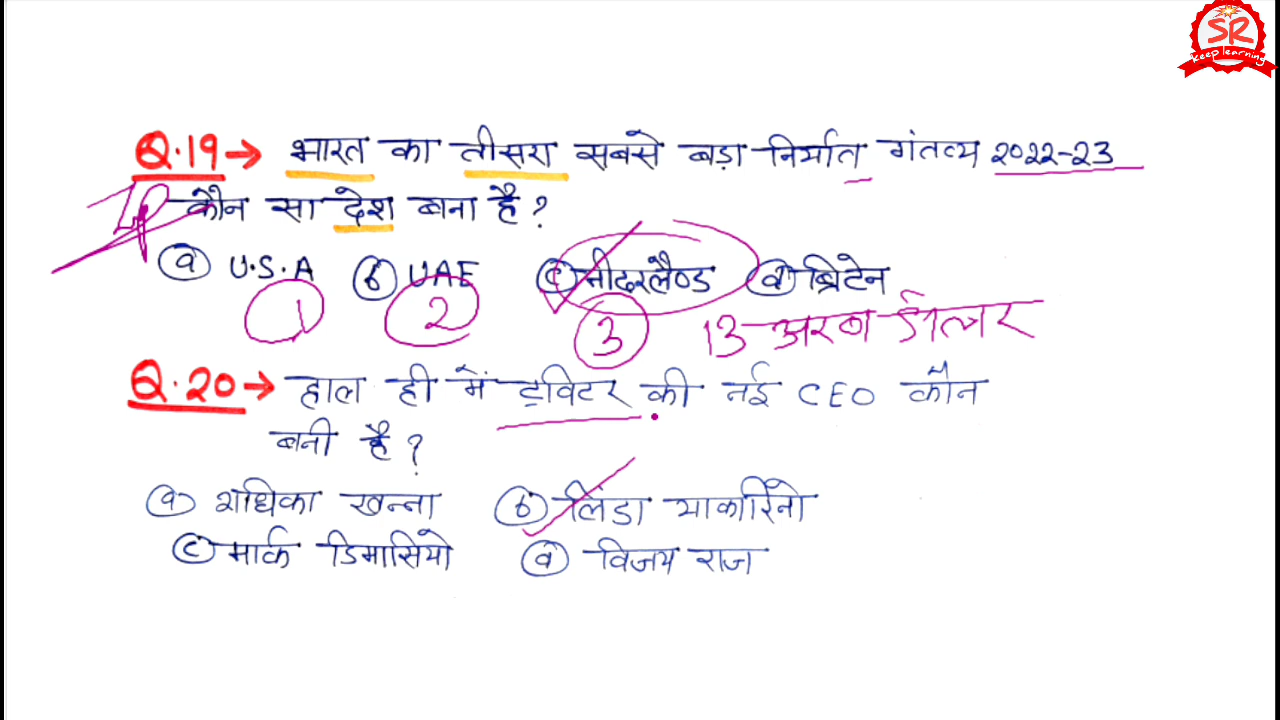 SR
keep learning
Q.19→ भारत का तीसरा सबसे बड़ा निर्यात गंतव्य 2022-23
कौन सा देश बना है?
(a) U.S.A (b) UAE (c) नीदरलैण्ड (d) ब्रिटेन
1 2 3 13 अरब डॉलर
Q.20→ हाल ही में ट्विटर की नई CEO कौन
बनी है?
(a) राधिका खन्ना (b) लिंडा याकारिनो
(c) मार्क डिमासियो (d) विजय राज